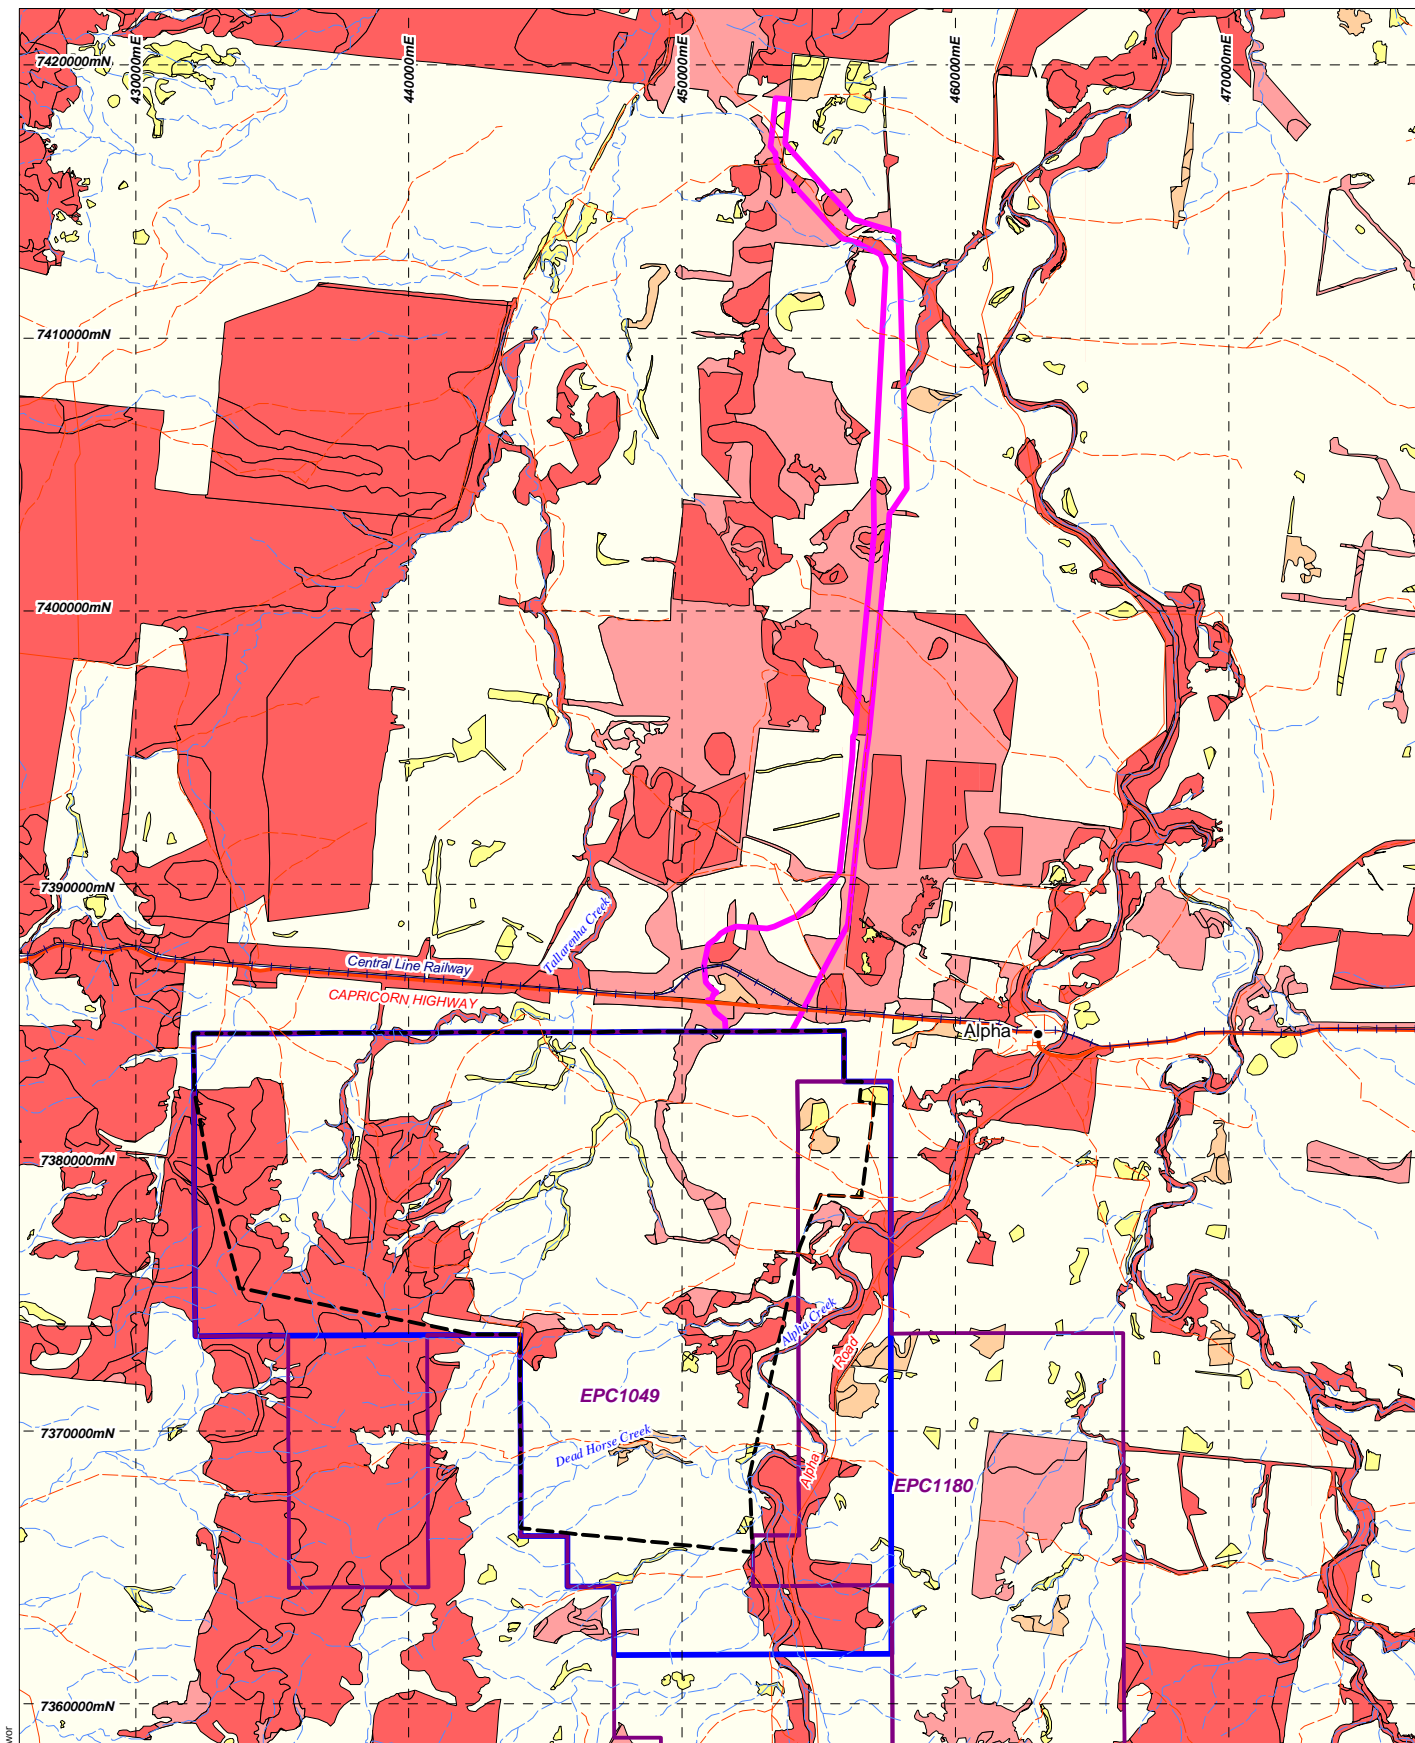 430000mE
440000mE
450000mE
460000mE
470000mE
7420000mN
7410000mN
7400000mN
7390000mN
Tallarenha Creek
Central Line Railway
CAPRICORN HIGHWAY
Alpha
7380000mN
Alpha Creek
Road
EPC1049
7370000mN
Dead Horse Creek
Alpha
EPC1180
7360000mN
wor